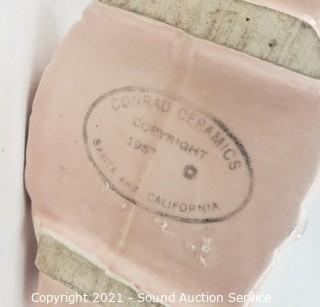 CONRAD CERAMICS
COPYRIGHT
195
SANTA ANA, CALIFORNIA
Copyright 2021 - Sound Auction Service